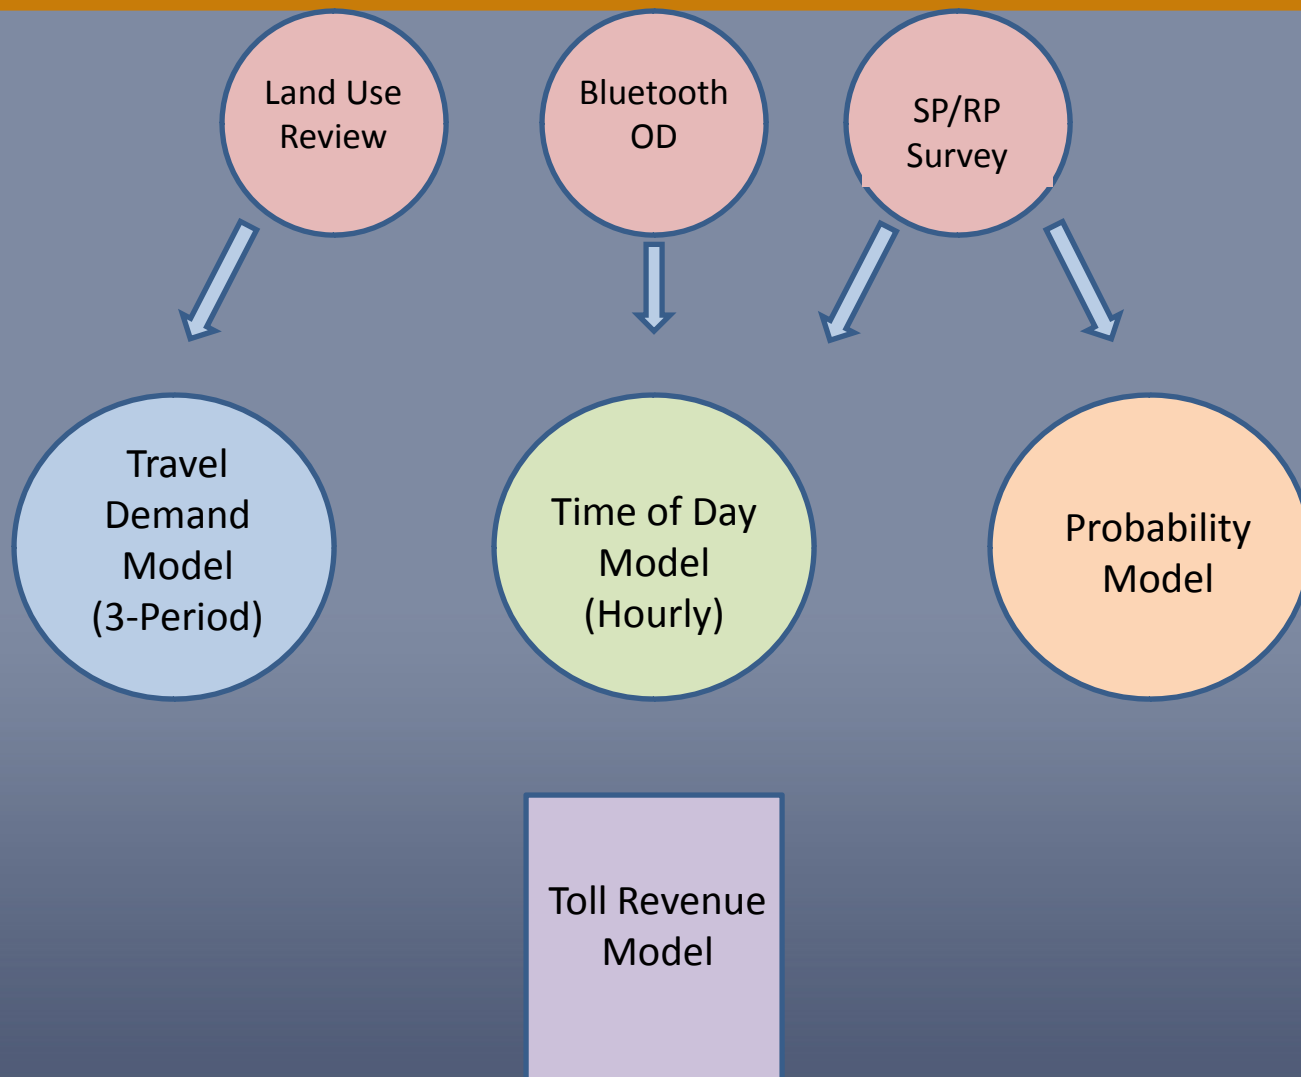 Land Use
Review
Bluetooth
OD
SP/RP
Survey
Travel
Demand
Model
(3-Period)
Time of Day
Model
(Hourly)
Probability
Model
Toll Revenue
Model